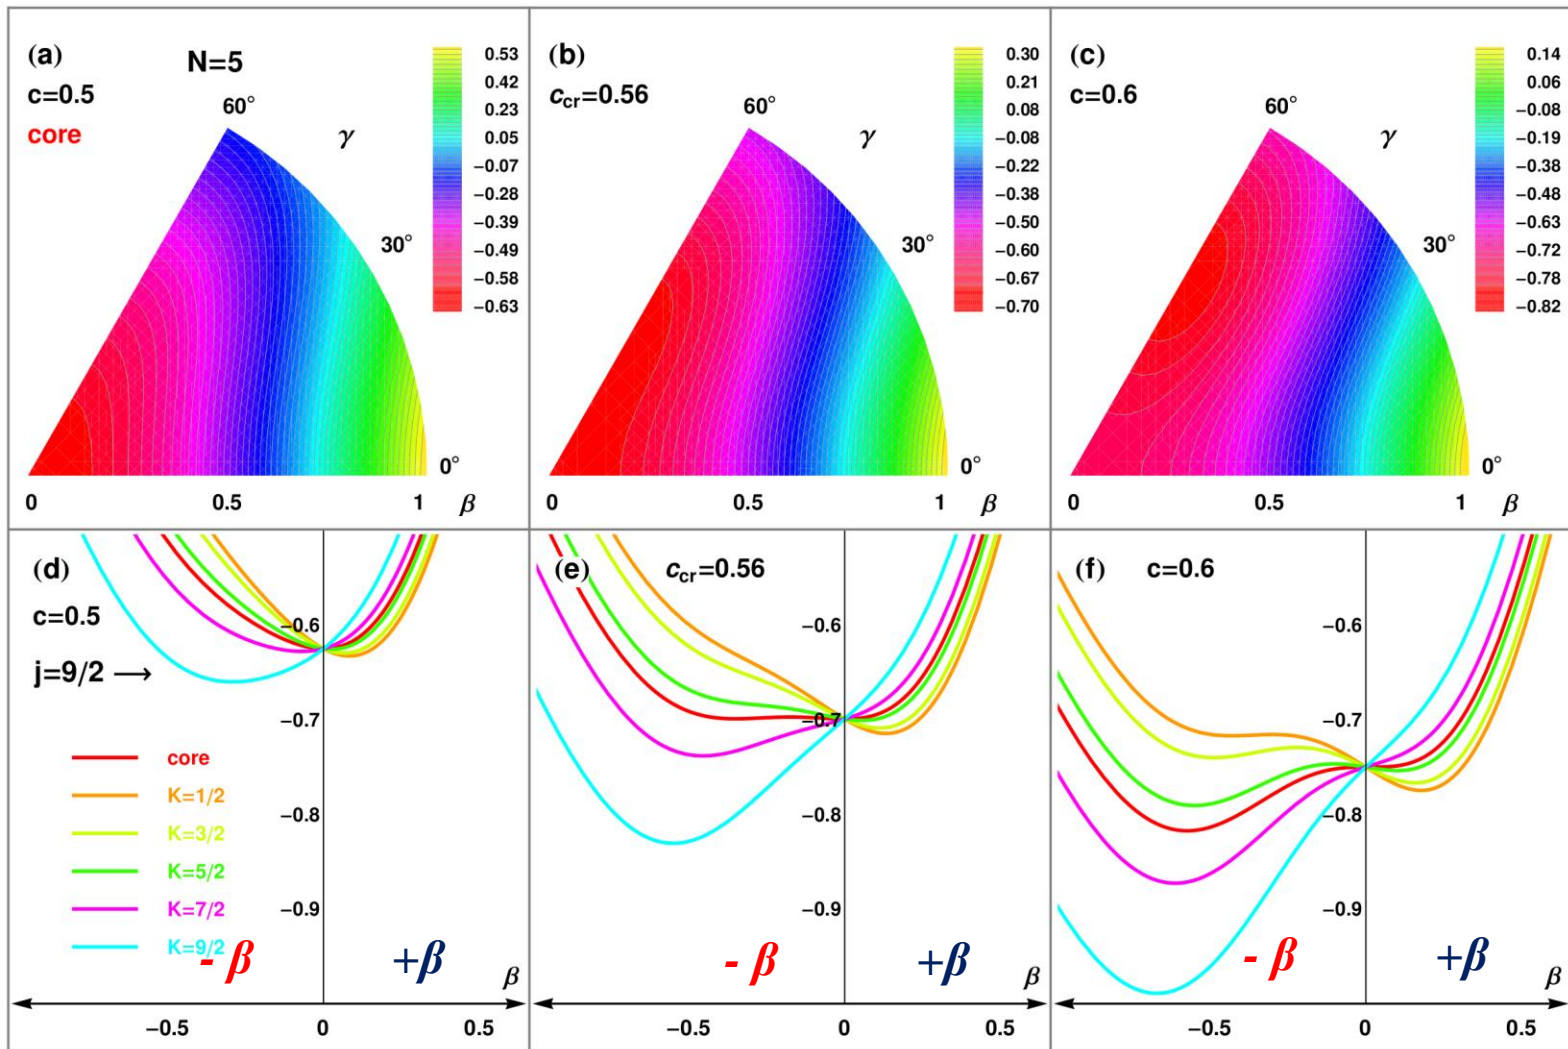 (a)
N=5
c=0.5
core
60°
γ
30°
0°
0
0.5
1
β
0.53
0.42
0.23
0.05
−0.07
−0.28
−0.39
−0.49
−0.58
−0.63
(b)
c_cr=0.56
60°
γ
30°
0°
0
0.5
1
β
0.30
0.21
0.08
−0.08
−0.22
−0.38
−0.50
−0.60
−0.67
−0.70
(c)
c=0.6
60°
γ
30°
0°
0
0.5
1
β
0.14
0.06
−0.08
−0.19
−0.38
−0.48
−0.63
−0.72
−0.78
−0.82
(d)
c=0.5
j=9/2 ⟶
−0.6
−0.7
−0.8
−0.9
core
K=1/2
K=3/2
K=5/2
K=7/2
K=9/2
- β
+β
β
−0.5
0
0.5
(e)
c_cr=0.56
−0.6
−0.7
−0.8
−0.9
- β
+β
β
−0.5
0
0.5
(f)
c=0.6
−0.6
−0.7
−0.8
−0.9
- β
+β
β
−0.5
0
0.5